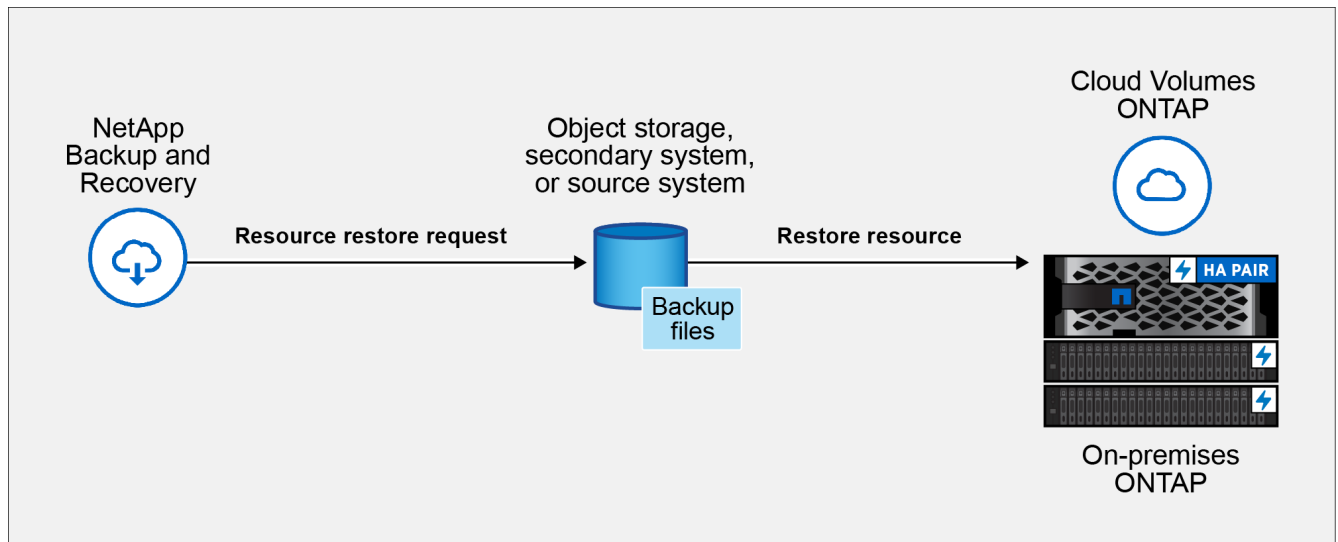 NetApp
Backup and
Recovery
Resource restore request
Object storage,
secondary system,
or source system
Backup
files
Restore resource
Cloud Volumes
ONTAP
HA PAIR
On-premises
ONTAP